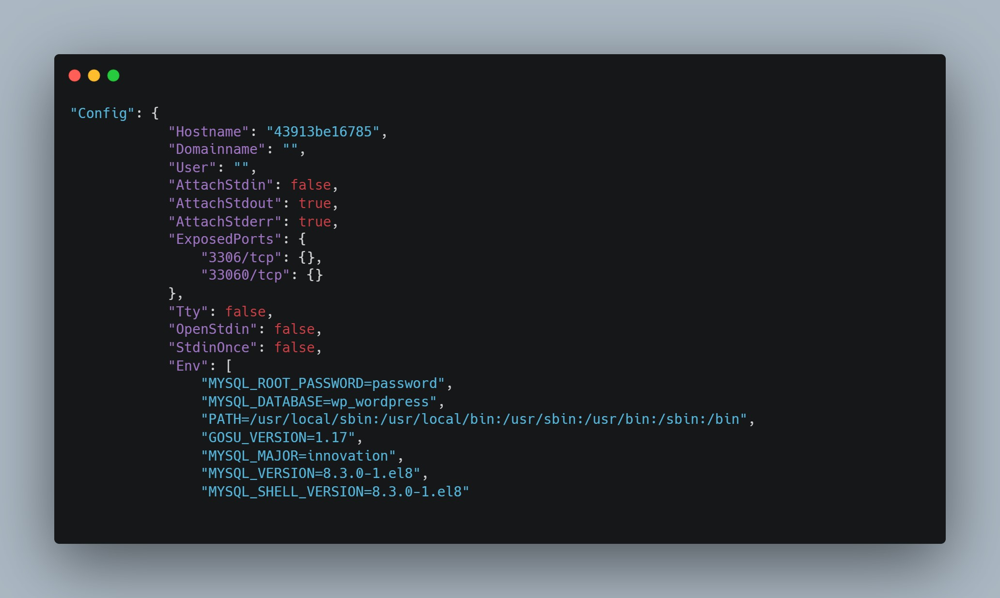 "Config": {
            "Hostname": "43913be16785",
            "Domainname": "",
            "User": "",
            "AttachStdin": false,
            "AttachStdout": true,
            "AttachStderr": true,
            "ExposedPorts": {
                "3306/tcp": {},
                "33060/tcp": {}
            },
            "Tty": false,
            "OpenStdin": false,
            "StdinOnce": false,
            "Env": [
                "MYSQL_ROOT_PASSWORD=password",
                "MYSQL_DATABASE=wp_wordpress",
                "PATH=/usr/local/sbin:/usr/local/bin:/usr/sbin:/usr/bin:/sbin:/bin",
                "GOSU_VERSION=1.17",
                "MYSQL_MAJOR=innovation",
                "MYSQL_VERSION=8.3.0-1.el8",
                "MYSQL_SHELL_VERSION=8.3.0-1.el8"